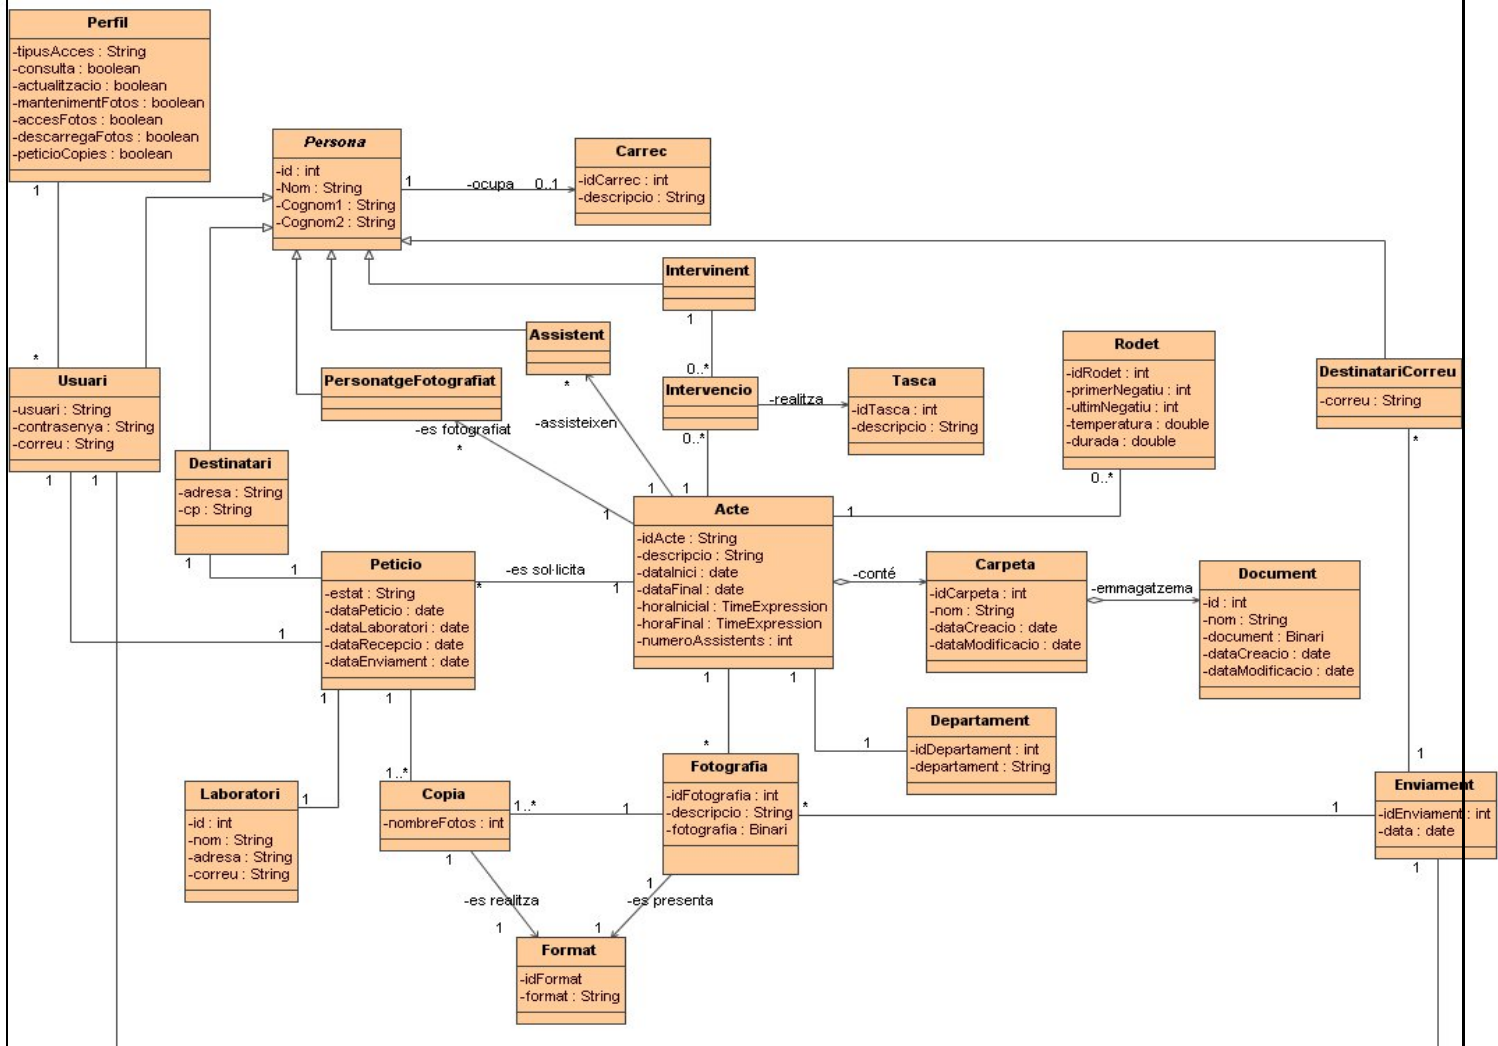 Perfil
-tipusAcces : String
-consulta : boolean
-actualitzacio : boolean
-mantenimentFotos : boolean
-accesFotos : boolean
-descarregaFotos : boolean
-peticioCopies : boolean
1
*
Persona
-id : int
-Nom : String
-Cognom1 : String
-Cognom2 : String
1
-ocupa
0..1
Carrec
-idCarrec : int
-descripcio : String
Intervinent
1
0..*
Assistent
*
-assisteixen
1
PersonatgeFotografiat
-es fotografiat
*
1
Intervencio
0..*
1
-realitza
Tasca
-idTasca : int
-descripcio : String
Rodet
-idRodet : int
-primerNegatiu : int
-ultimNegatiu : int
-temperatura : double
-durada : double
0..*
1
DestinatariCorreu
-correu : String
*
1
Usuari
-usuari : String
-contrasenya : String
-correu : String
1
1
Destinatari
-adresa : String
-cp : String
1
1
1
Peticio
-estat : String
-dataPeticio : date
-dataLaboratori : date
-dataRecepcio : date
-dataEnviament : date
*
-es sol·licita
1
1
1
Acte
-idActe : String
-descripcio : String
-dataInici : date
-dataFinal : date
-horaInicial : TimeExpression
-horaFinal : TimeExpression
-numeroAssistents : int
1
1
-conté
Carpeta
-idCarpeta : int
-nom : String
-dataCreacio : date
-dataModificacio : date
-emmagatzema
Document
-id : int
-nom : String
-document : Binari
-dataCreacio : date
-dataModificacio : date
1
Departament
-idDepartament : int
-departament : String
Laboratori
-id : int
-nom : String
-adresa : String
-correu : String
1
1..*
Copia
-nombreFotos : int
1..*
1
1
*
Fotografia
-idFotografia : int
-descripcio : String
-fotografia : Binari
*
1
1
Enviament
-idEnviament : int
-data : date
1
-es realitza
1
-es presenta
1
Format
-idFormat
-format : String